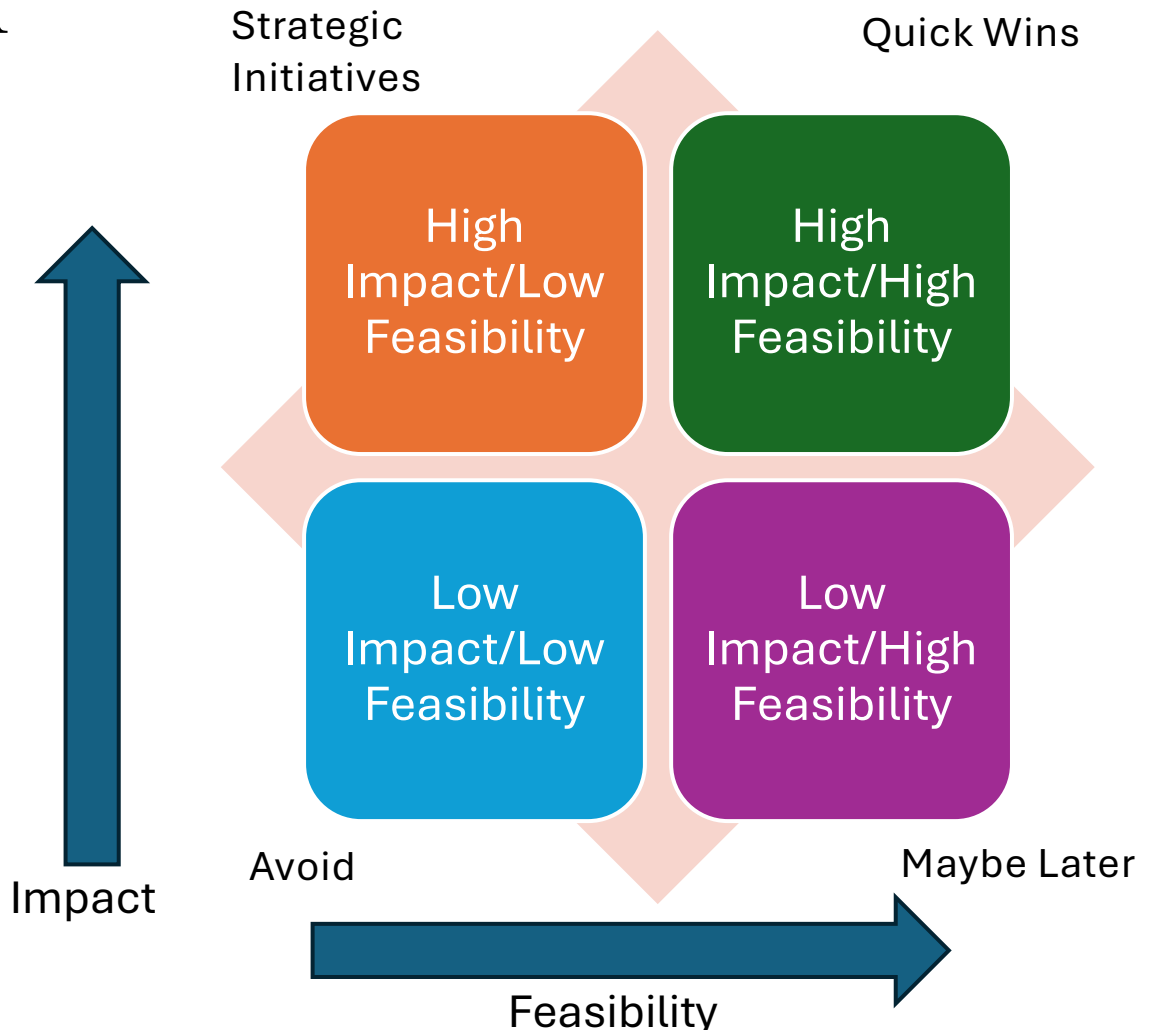 Strategic
Initiatives
Quick Wins
High
Impact/Low
Feasibility
High
Impact/High
Feasibility
Low
Impact/Low
Feasibility
Low
Impact/High
Feasibility
Avoid
Maybe Later
Impact
Feasibility